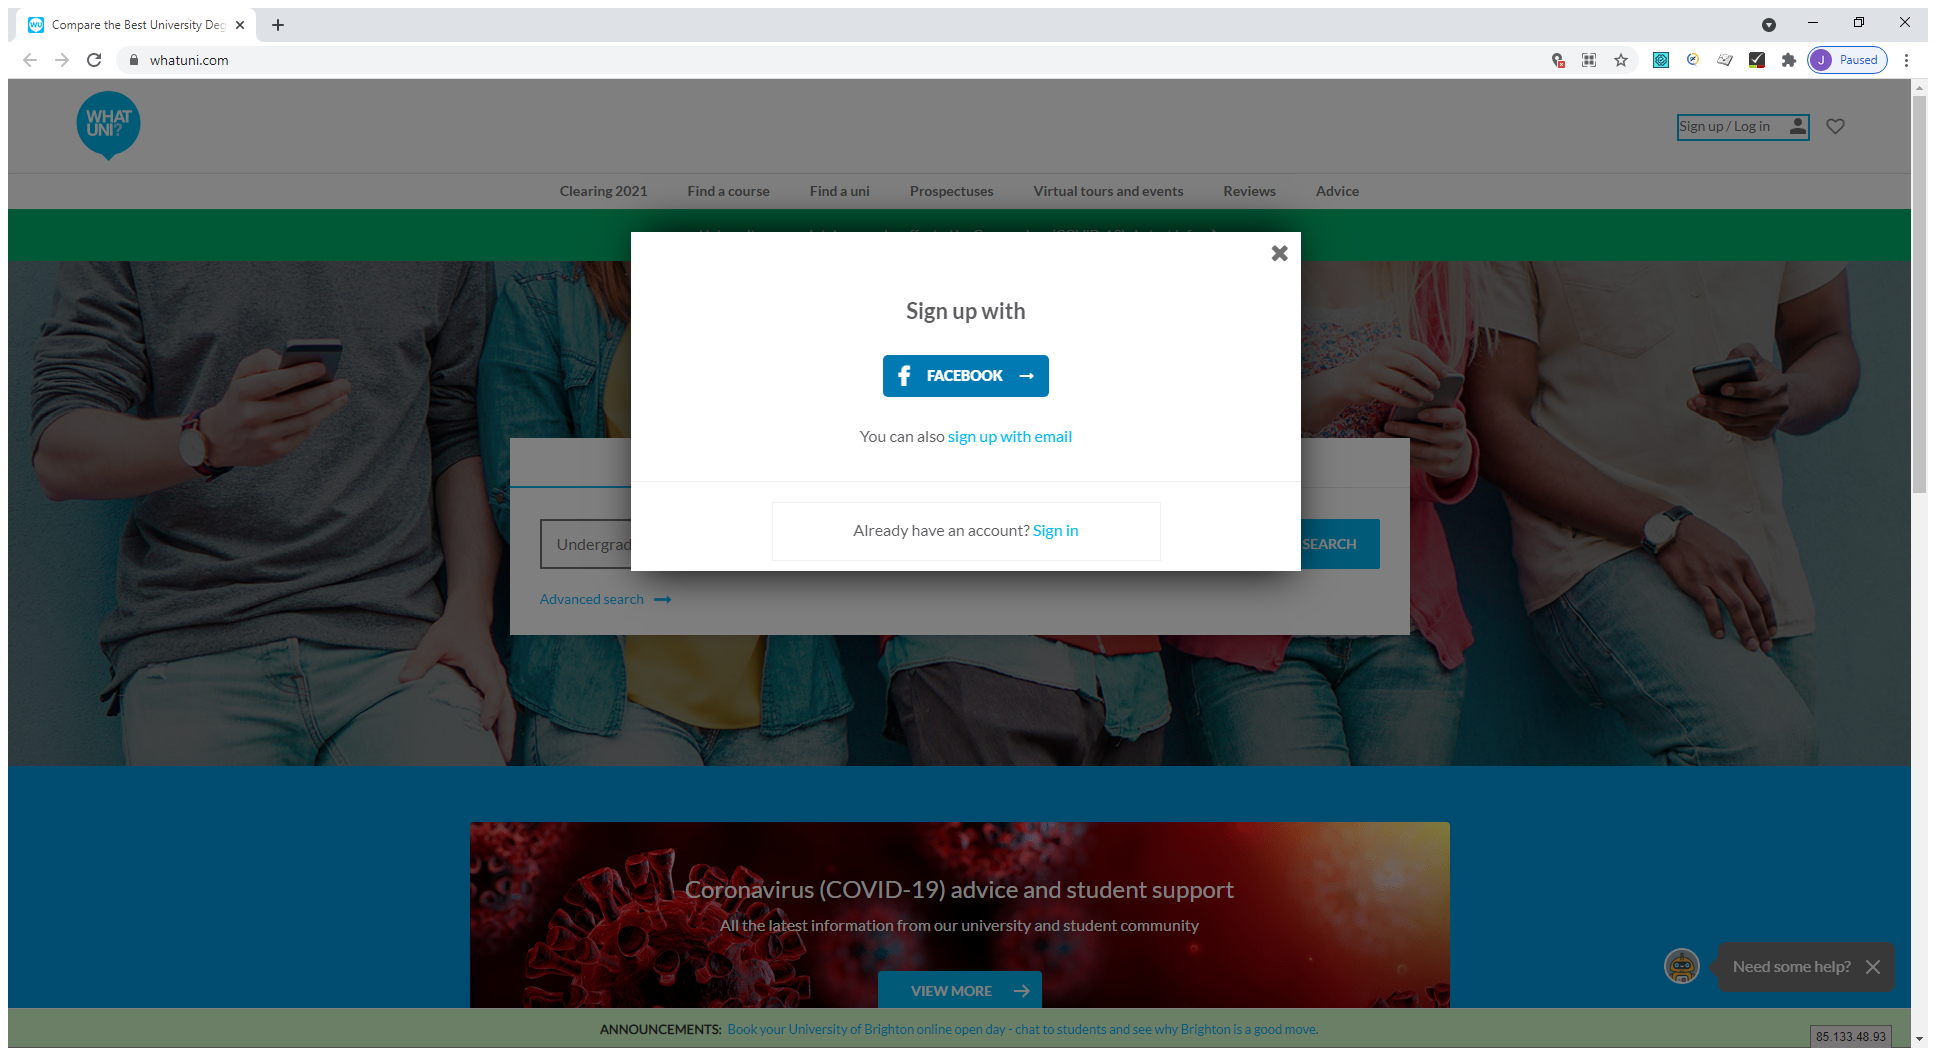 Compare the Best University Deg
whatuni.com
Paused
J
WHAT
UNI?
Sign up / Log in
Clearing 2021 Find a course Find a uni Prospectuses Virtual tours and events Reviews Advice
Sign up with
FACEBOOK
You can also sign up with email
Already have an account? Sign in
Undergrad
SEARCH
Advanced search
Coronavirus (COVID-19) advice and student support
All the latest information from our university and student community
VIEW MORE
Need some help?
ANNOUNCEMENTS: Book your University of Brighton online open day - chat to students and see why Brighton is a good move.
85.133.48.93